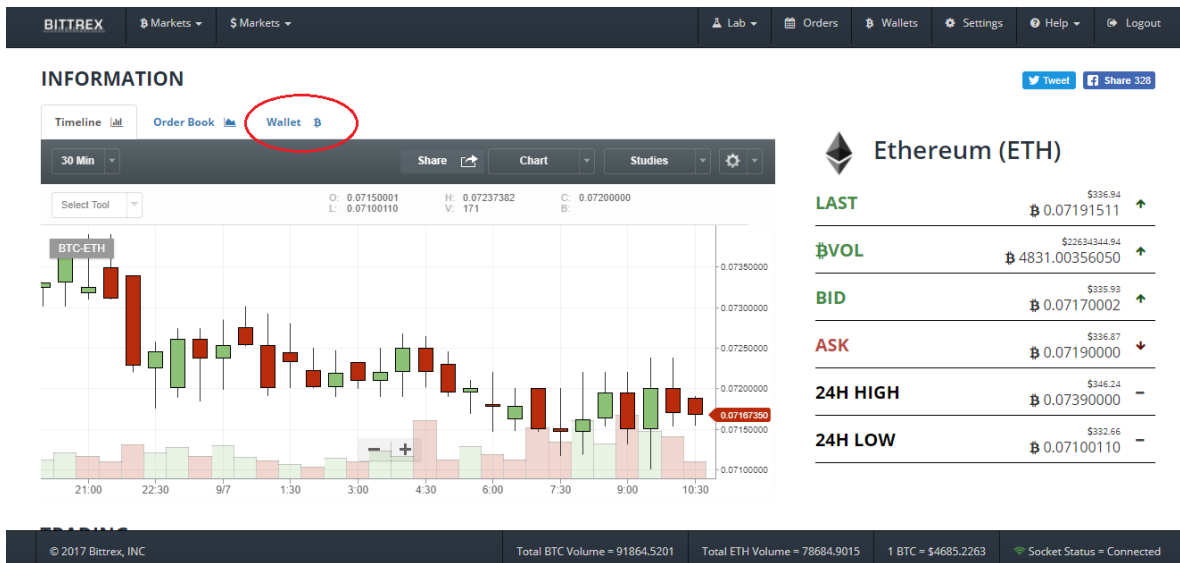 BITTREX ฿ Markets $ Markets Lab Orders ฿ Wallets Settings Help Logout
INFORMATION
Tweet Share 328
Timeline Order Book Wallet ฿
30 Min Share Chart Studies
Select Tool
O: 0.07150001 H: 0.07237382 C: 0.07200000
L: 0.07100110 V: 171 B:
BTC-ETH
0.07350000
0.07300000
0.07250000
0.07200000
0.07167350
0.07150000
0.07100000
21:00 22:30 9/7 1:30 3:00 4:30 6:00 7:30 9:00 10:30
Ethereum (ETH)
$336.94
LAST ฿ 0.07191511
$22634344.94
฿VOL ฿ 4831.00356050
$335.93
BID ฿ 0.07170002
$336.87
ASK ฿ 0.07190000
$346.24
24H HIGH ฿ 0.07390000
$332.66
24H LOW ฿ 0.07100110
TRADING
© 2017 Bittrex, INC Total BTC Volume = 91864.5201 Total ETH Volume = 78684.9015 1 BTC = $4685.2263 Socket Status = Connected